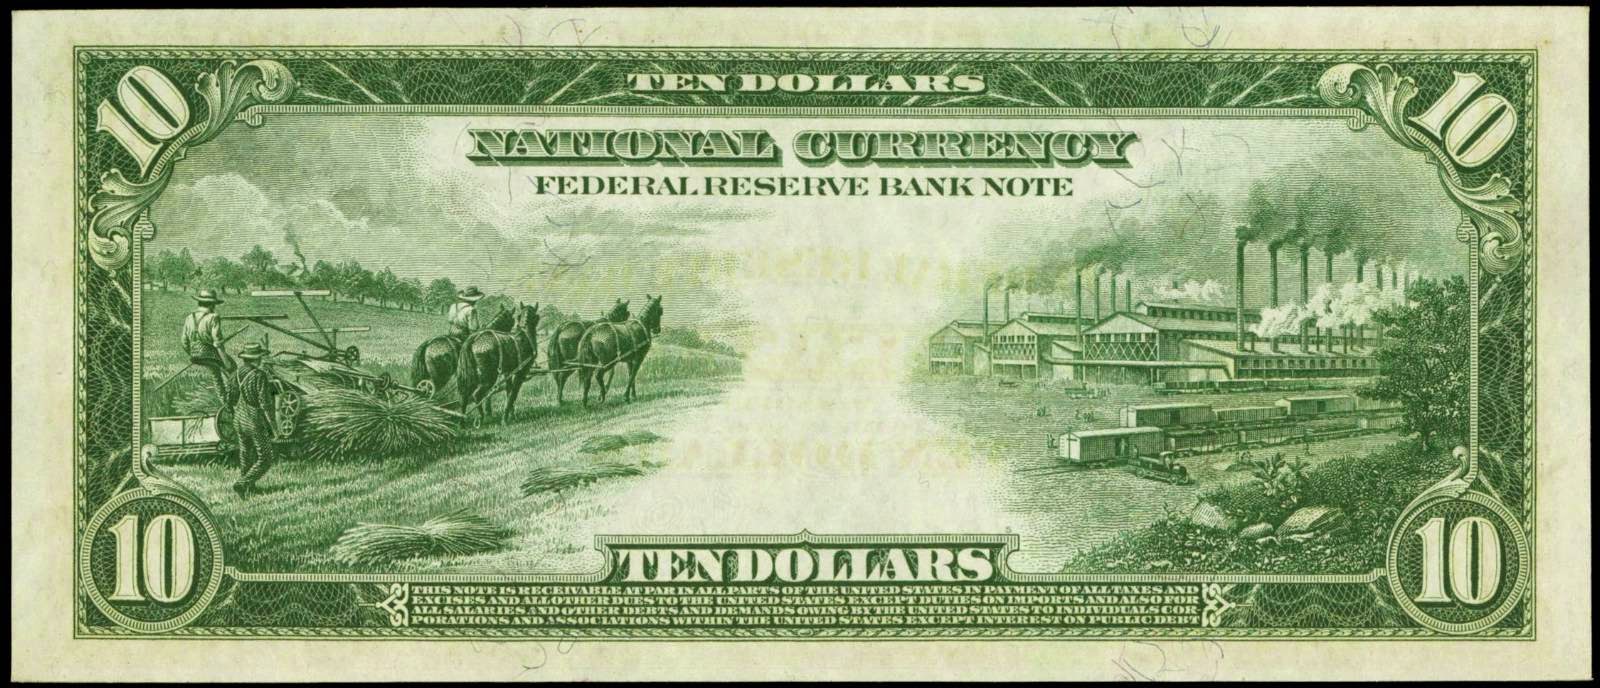 10 TEN DOLLARS 10
NATIONAL CURRENCY
FEDERAL RESERVE BANK NOTE
TEN DOLLARS
10 10
THIS NOTE IS RECEIVABLE AT PAR IN ALL PARTS OF THE UNITED STATES IN PAYMENT OF ALL TAXES AND
EXCISES AND ALL OTHER DUES TO THE UNITED STATES, EXCEPT DUTIES ON IMPORTS, AND ALSO FOR
ALL SALARIES AND OTHER DEBTS AND DEMANDS OWING BY THE UNITED STATES TO INDIVIDUALS COR
PORATIONS AND ASSOCIATIONS WITHIN THE UNITED STATES EXCEPT INTEREST ON PUBLIC DEBT